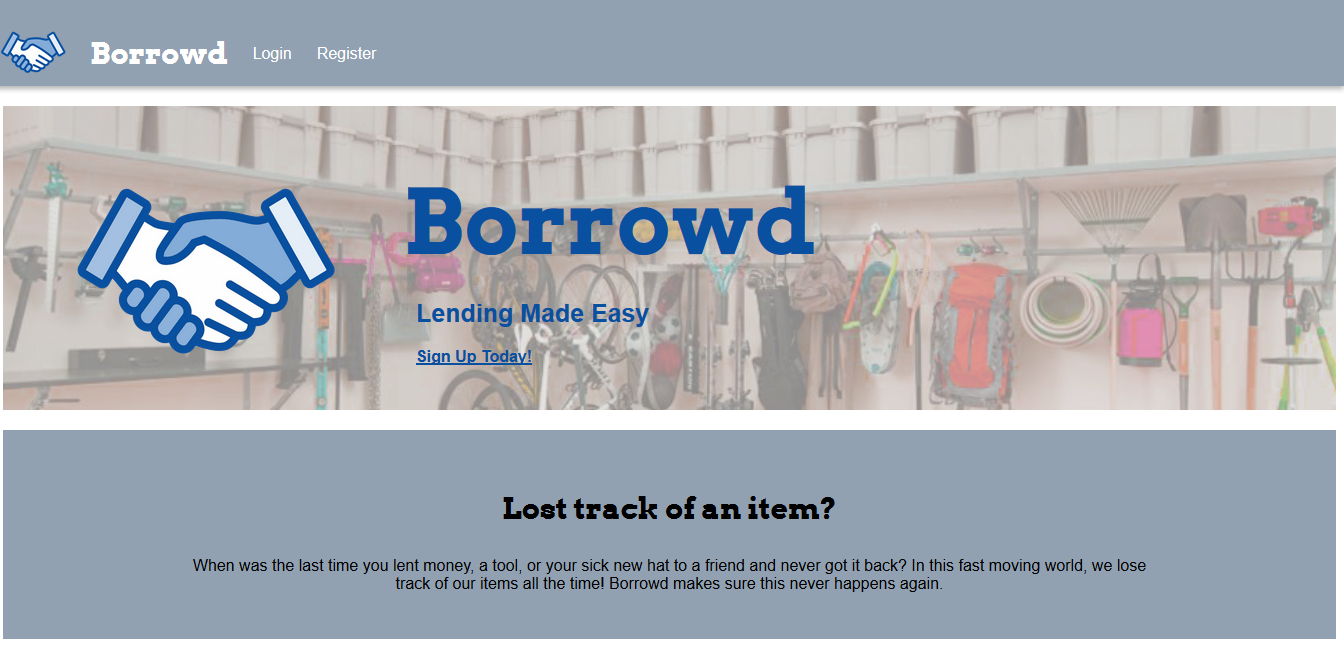 Borrowd Login Register
Borrowd
Lending Made Easy
Sign Up Today!
Lost track of an item?
When was the last time you lent money, a tool, or your sick new hat to a friend and never got it back? In this fast moving world, we lose
track of our items all the time! Borrowd makes sure this never happens again.